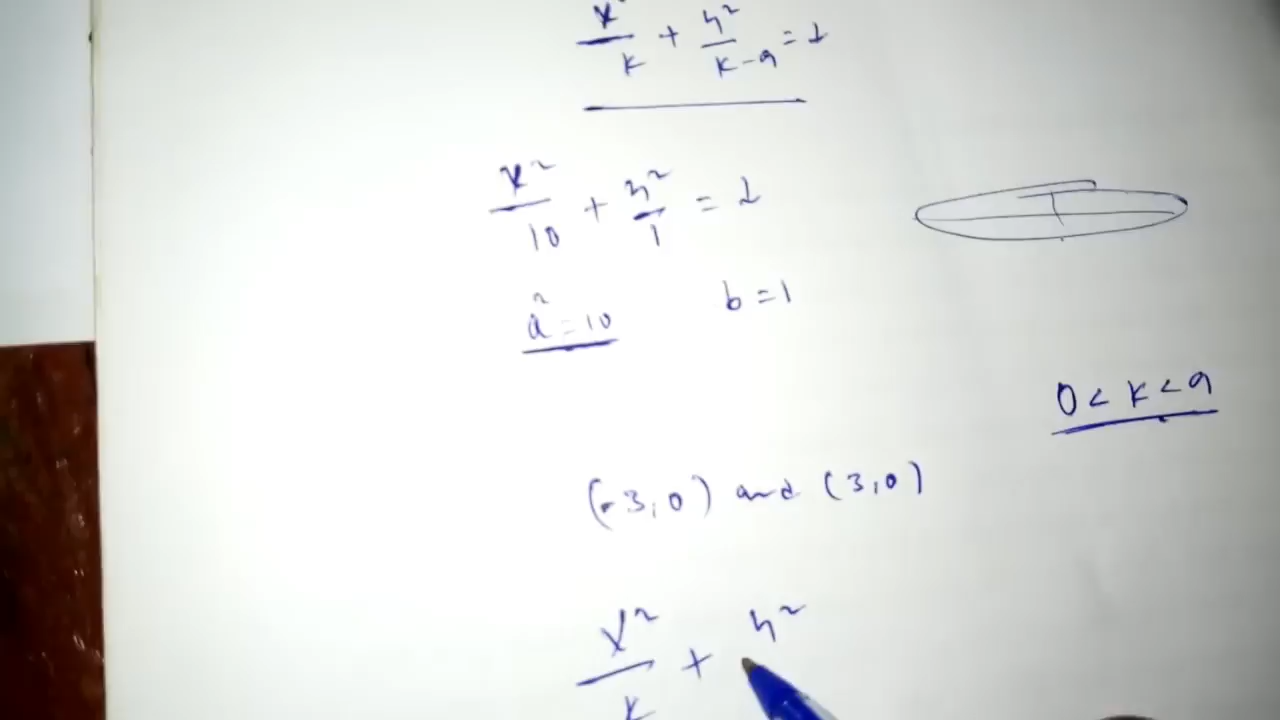 x²/k + y²/k-9 = 1
x²/10 + y²/1 = 1
a² = 10 b = 1
0 < k < 9
(-3,0) and (3,0)
x²/k + y²